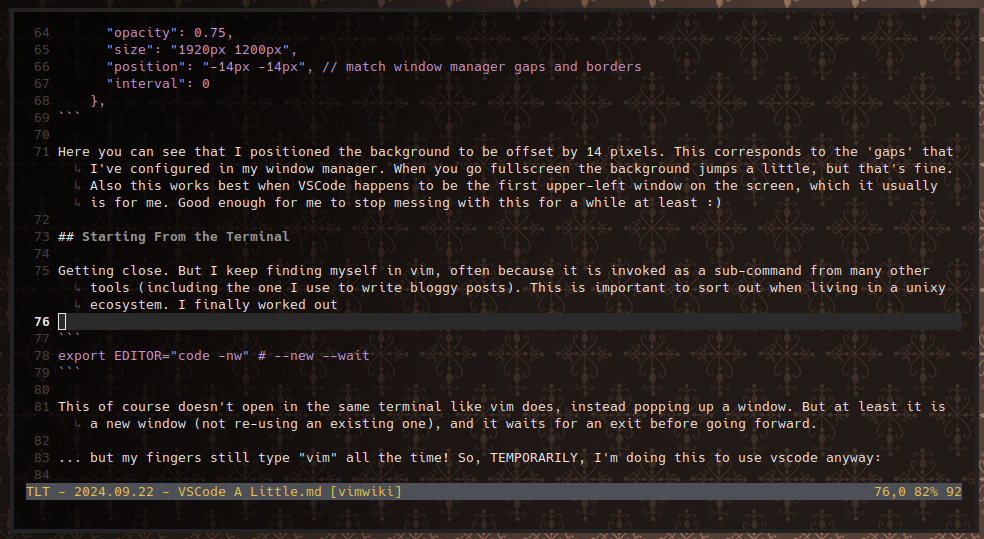 64 "opacity": 0.75,
65 "size": "1920px 1200px",
66 "position": "-14px -14px", // match window manager gaps and borders
67 "interval": 0
68 },
69 ```
70
71 Here you can see that I positioned the background to be offset by 14 pixels. This corresponds to the 'gaps' that
↳ I've configured in my window manager. When you go fullscreen the background jumps a little, but that's fine.
↳ Also this works best when VSCode happens to be the first upper-left window on the screen, which it usually
↳ is for me. Good enough for me to stop messing with this for a while at least :)
72
73 ## Starting From the Terminal
74
75 Getting close. But I keep finding myself in vim, often because it is invoked as a sub-command from many other
↳ tools (including the one I use to write bloggy posts). This is important to sort out when living in a unixy
↳ ecosystem. I finally worked out
76
77 ```
78 export EDITOR="code -nw" # --new --wait
79 ```
80
81 This of course doesn't open in the same terminal like vim does, instead popping up a window. But at least it is
↳ a new window (not re-using an existing one), and it waits for an exit before going forward.
82
83 ... but my fingers still type "vim" all the time! So, TEMPORARILY, I'm doing this to use vscode anyway:
84
TLT - 2024.09.22 - VSCode A Little.md [vimwiki] 76,0 82% 92